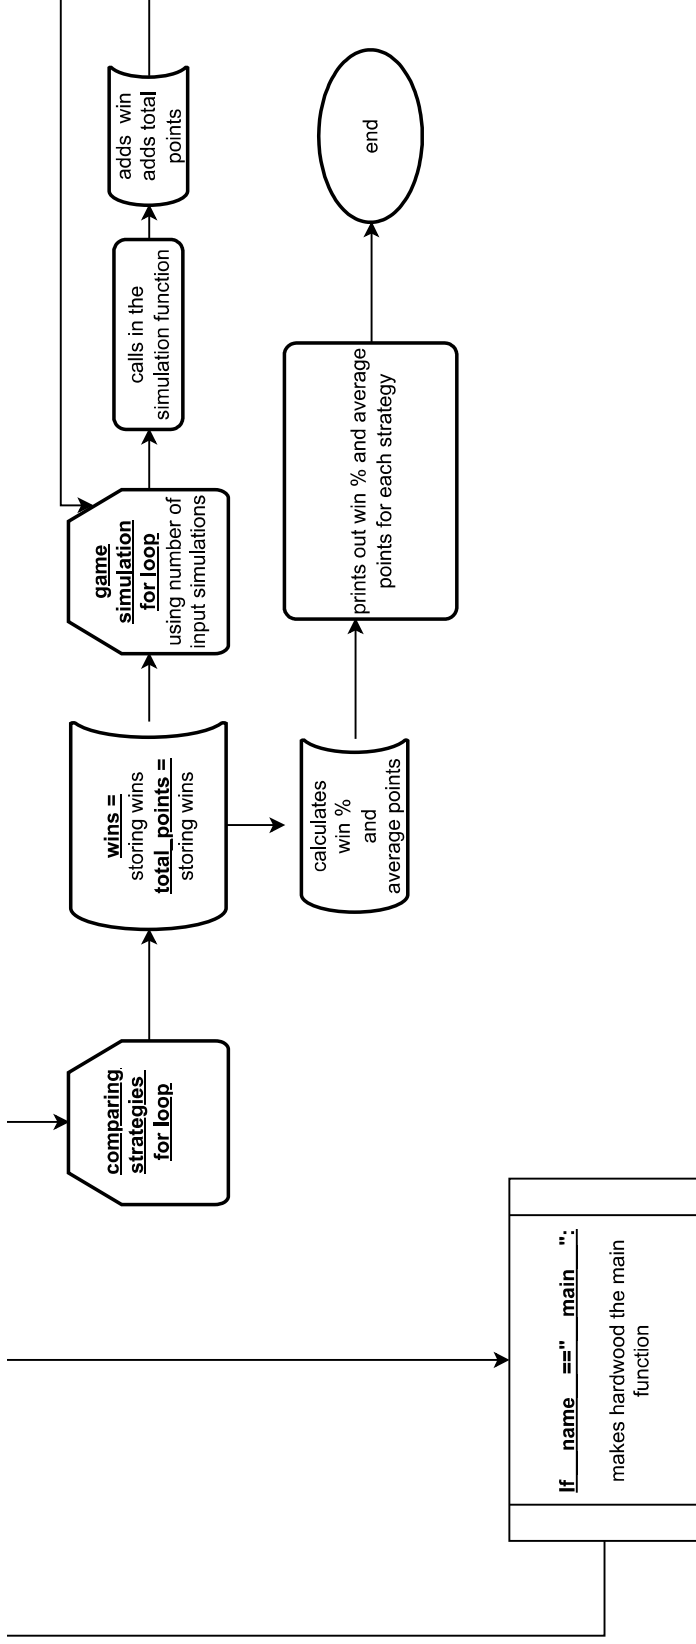 comparing
strategies
for loop
wins =
storing wins
total_points =
storing wins
game
simulation
for loop
using number of
input simulations
calls in the
simulation function
adds win
adds total
points
calculates
win %
and
average points
prints out win % and average
points for each strategy
end
If __name__ =="__main__":
makes hardwood the main
function